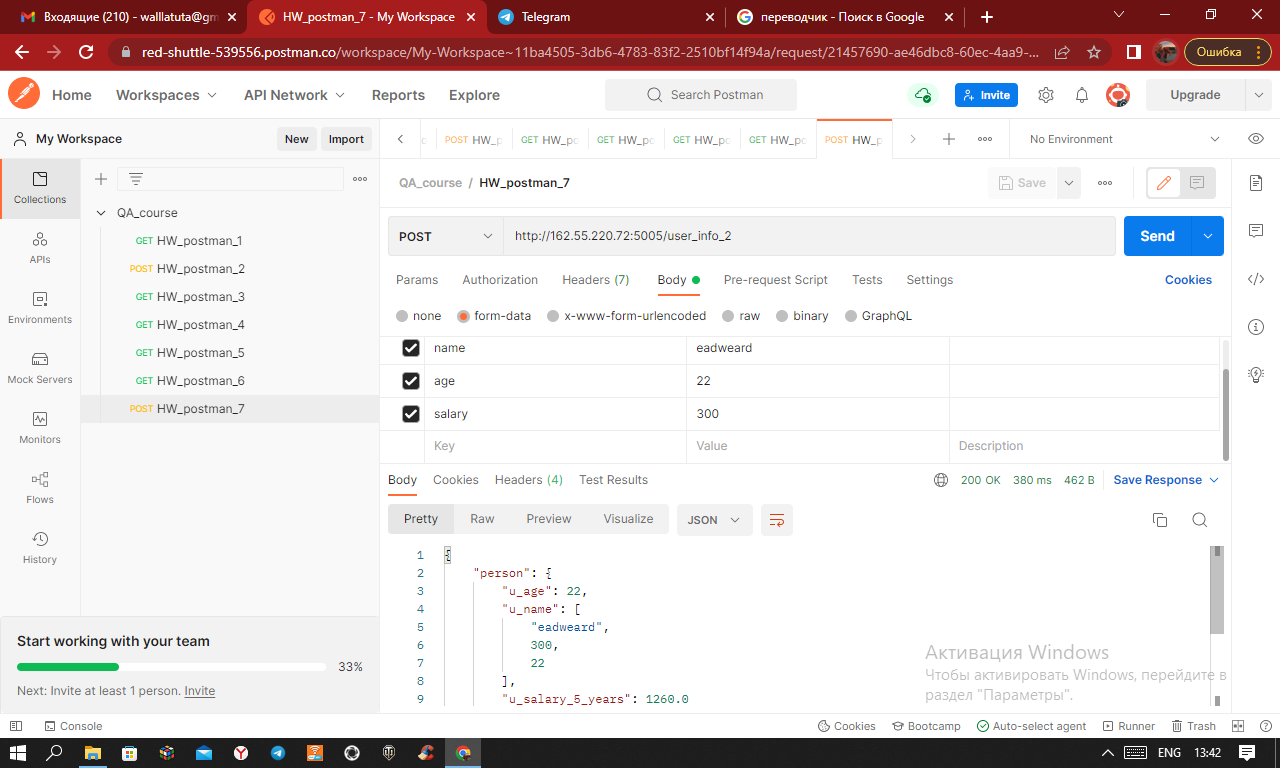 Входящие (210) - walllatuta@gm
HW_postman_7 - My Workspace
Telegram
переводчик - Поиск в Google
red-shuttle-539556.postman.co/workspace/My-Workspace~11ba4505-3db6-4783-83f2-2510bf14f94a/request/21457690-ae46dbc8-60ec-4aa9-...
Ошибка
Home
Workspaces
API Network
Reports
Explore
Search Postman
Invite
Upgrade
My Workspace
New
Import
POST HW_p
GET HW_po
GET HW_po
GET HW_po
GET HW_po
POST HW_p
No Environment
Collections
APIs
Environments
Mock Servers
Monitors
Flows
History
QA_course
GET HW_postman_1
POST HW_postman_2
GET HW_postman_3
GET HW_postman_4
GET HW_postman_5
GET HW_postman_6
POST HW_postman_7
Start working with your team
33%
Next: Invite at least 1 person. Invite
QA_course / HW_postman_7
Save
POST
http://162.55.220.72:5005/user_info_2
Send
Params
Authorization
Headers (7)
Body
Pre-request Script
Tests
Settings
Cookies
none
form-data
x-www-form-urlencoded
raw
binary
GraphQL
name eadweard
age 22
salary 300
Key Value Description
Body
Cookies
Headers (4)
Test Results
200 OK 380 ms 462 B
Save Response
Pretty
Raw
Preview
Visualize
JSON
1 {
2 "person": {
3 "u_age": 22,
4 "u_name": [
5 "eadweard",
6 300,
7 22
8 ],
9 "u_salary_5_years": 1260.0
Активация Windows
Чтобы активировать Windows, перейдите в
раздел "Параметры".
Console
Cookies
Bootcamp
Auto-select agent
Runner
Trash
ENG
13:42